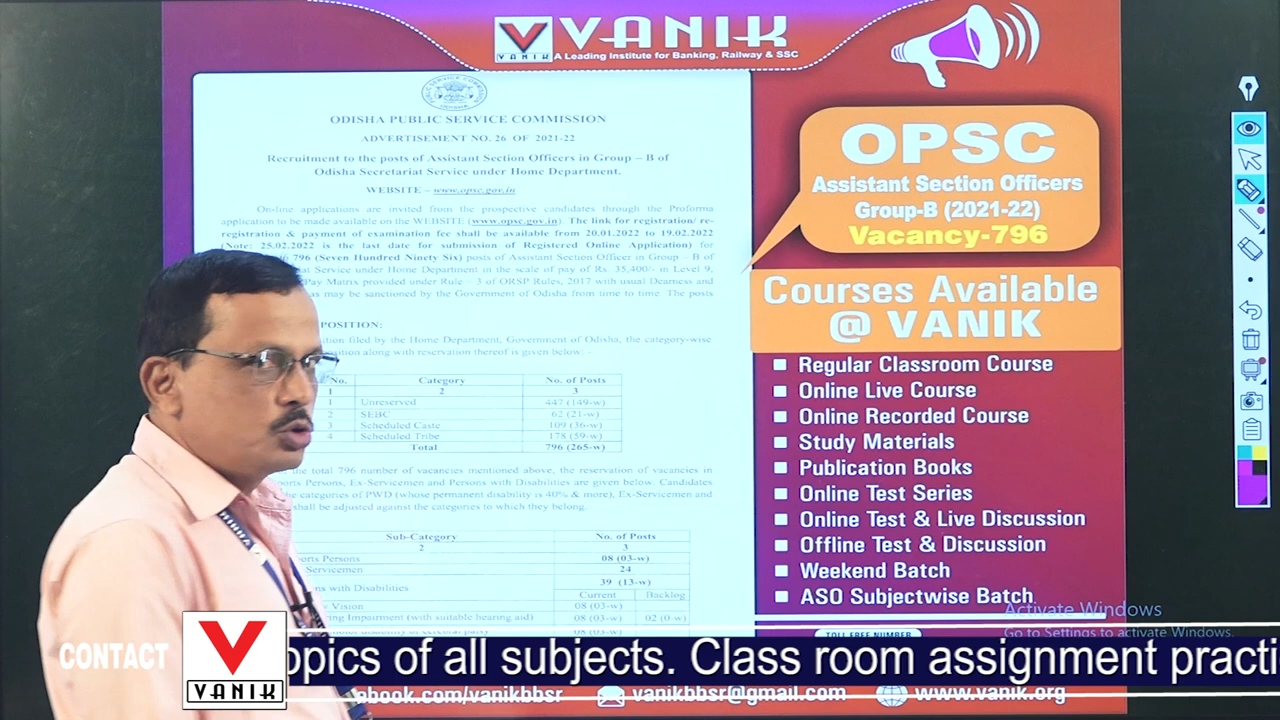 VANIK
VANIK
A Leading Institute for Banking, Railway & SSC
ODISHA PUBLIC SERVICE COMMISSION
ADVERTISEMENT NO. 26 OF 2021-22
Recruitment to the posts of Assistant Section Officers in Group – B of
Odisha Secretariat Service under Home Department.
WEBSITE – www.opsc.gov.in
On-line applications are invited from the prospective candidates through the Proforma
application to be made available on the WEBSITE (www.opsc.gov.in). The link for registration/ re-
registration & payment of examination fee shall be available from 20.01.2022 to 19.02.2022
(Note: 25.02.2022 is the last date for submission of Registered Online Application) for
796 (Seven Hundred Ninety Six) posts of Assistant Section Officer in Group – B of
Service under Home Department in the scale of pay of Rs. 35,400/- in Level 9,
Pay Matrix provided under Rule – 3 of ORSP Rules, 2017 with usual Dearness and
as may be sanctioned by the Government of Odisha from time to time. The posts
POSITION:
filed by the Home Department, Government of Odisha, the category-wise
along with reservation thereof is given below: -
No. Category No. of Posts
1 2 3
1 Unreserved 447 (149-w)
2 SEBC 62 (21-w)
3 Scheduled Caste 109 (36-w)
4 Scheduled Tribe 178 (59-w)
Total 796 (265-w)
the total 796 number of vacancies mentioned above, the reservation of vacancies in
Persons, Ex-Servicemen and Persons with Disabilities are given below. Candidates
the categories of PWD (whose permanent disability is 40% & more), Ex-Servicemen and
shall be adjusted against the categories to which they belong.
Sub-Category No. of Posts
2 3
Persons 08 (03-w)
Servicemen 24
with Disabilities 39 (13-w)
Current Backlog
Vision 08 (03-w)
Impairment (with suitable hearing aid) 08 (03-w) 02 (0-w)
08 (03-w)
OPSC
Assistant Section Officers
Group-B (2021-22)
Vacancy-796
Courses Available
@ VANIK
Regular Classroom Course
Online Live Course
Online Recorded Course
Study Materials
Publication Books
Online Test Series
Online Test & Live Discussion
Offline Test & Discussion
Weekend Batch
ASO Subjectwise Batch
Activate Windows
Go to Settings to activate Windows.
TOLL FREE NUMBER
CONTACT
VANIK
opics of all subjects. Class room assignment practi
ebook.com/vanikbbsr vanikbbsr@gmail.com www.vanik.org